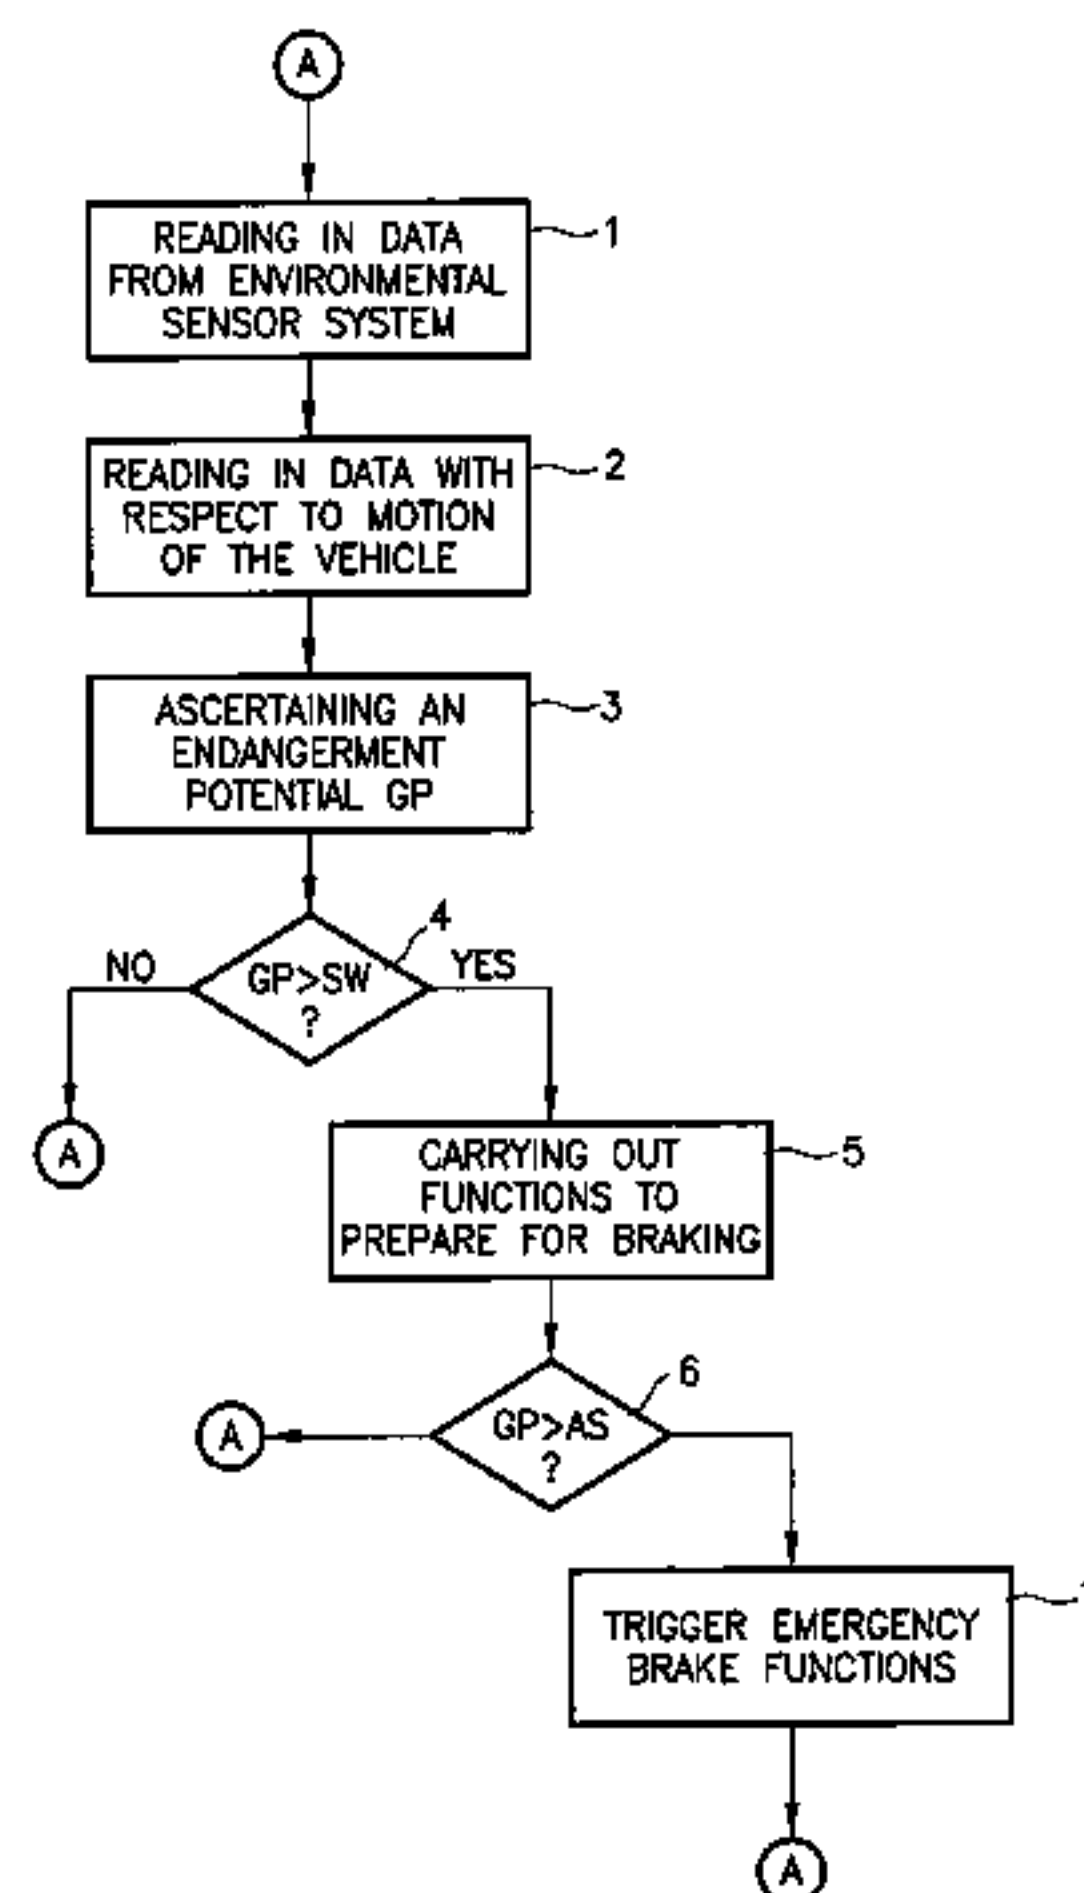 A
READING IN DATA
FROM ENVIRONMENTAL
SENSOR SYSTEM
1
READING IN DATA WITH
RESPECT TO MOTION
OF THE VEHICLE
2
ASCERTAINING AN
ENDANGERMENT
POTENTIAL GP
3
4
NO
GP>SW
?
YES
A
CARRYING OUT
FUNCTIONS TO
PREPARE FOR BRAKING
5
6
A
GP>AS
?
TRIGGER EMERGENCY
BRAKE FUNCTIONS
A